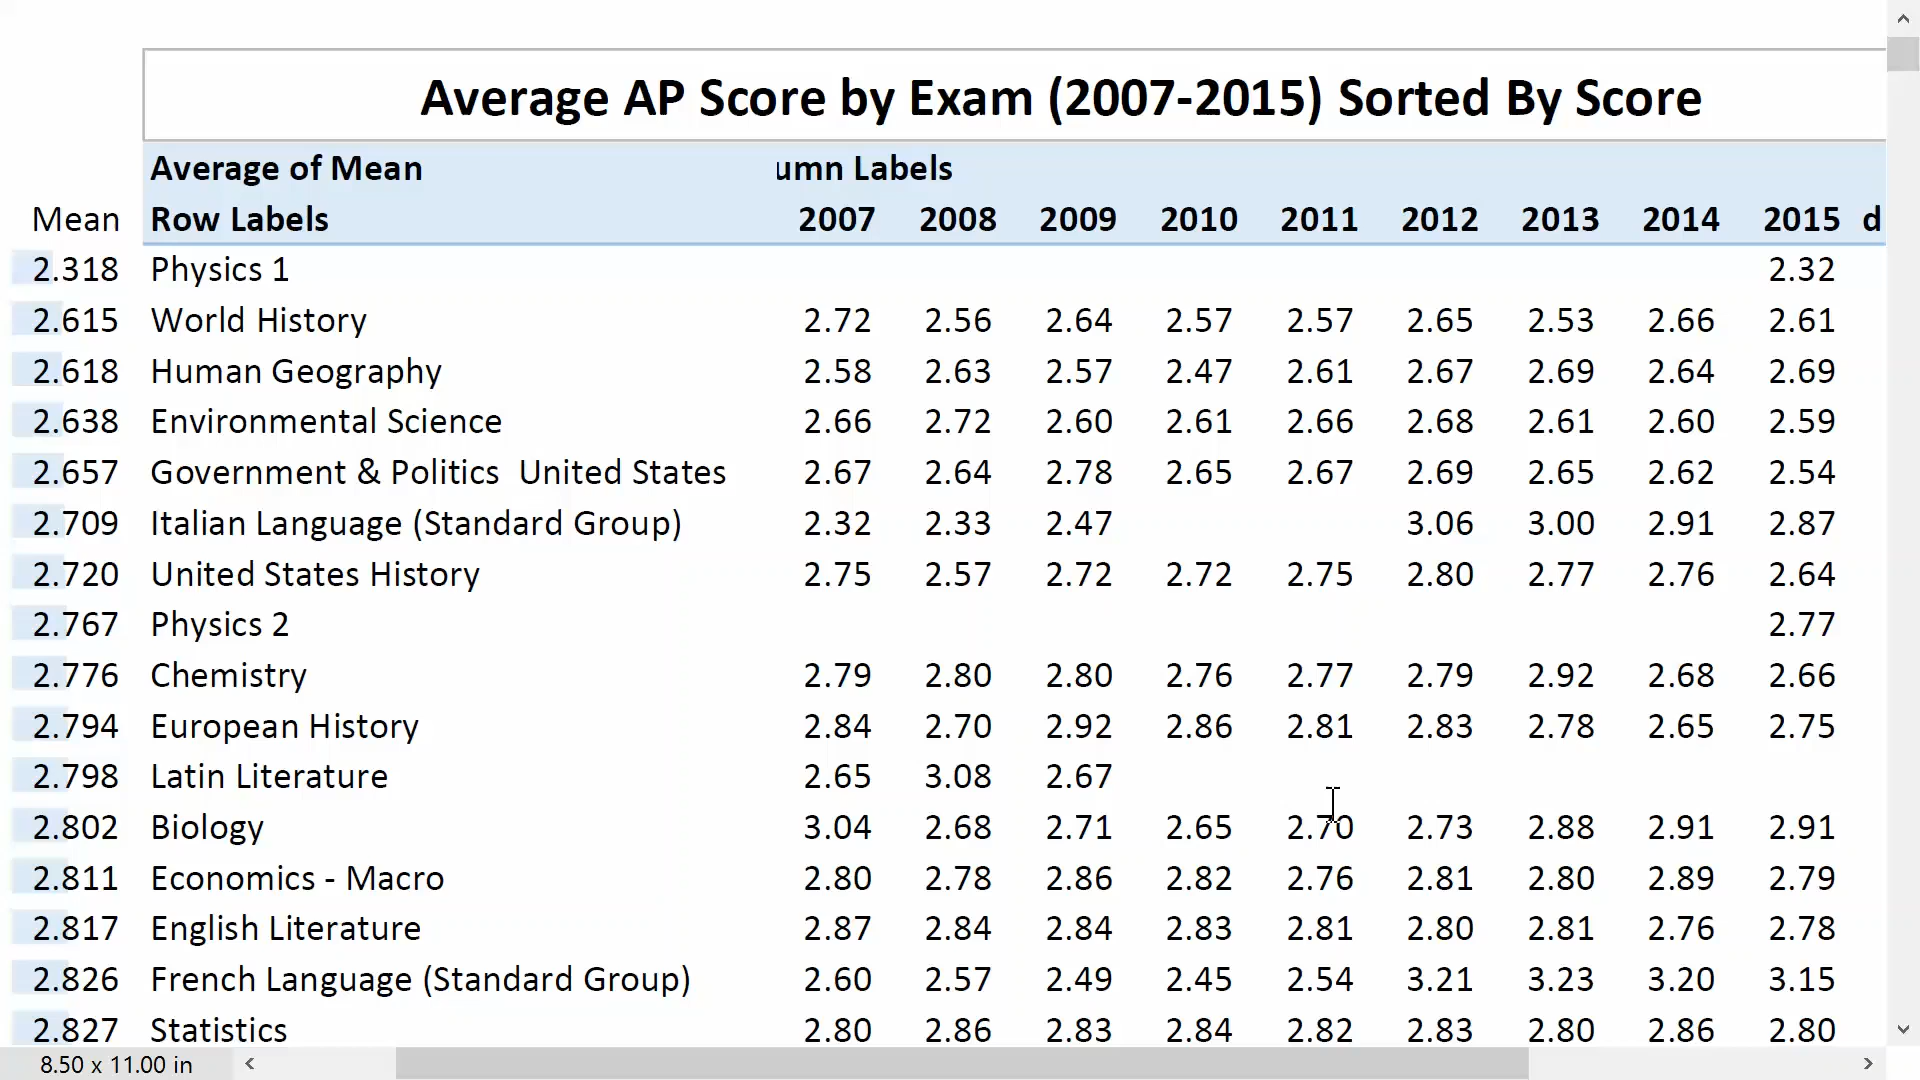 Average AP Score by Exam (2007-2015) Sorted By Score
Average of Mean umn Labels
Mean Row Labels 2007 2008 2009 2010 2011 2012 2013 2014 2015 d
2.318 Physics 1 2.32
2.615 World History 2.72 2.56 2.64 2.57 2.57 2.65 2.53 2.66 2.61
2.618 Human Geography 2.58 2.63 2.57 2.47 2.61 2.67 2.69 2.64 2.69
2.638 Environmental Science 2.66 2.72 2.60 2.61 2.66 2.68 2.61 2.60 2.59
2.657 Government & Politics United States 2.67 2.64 2.78 2.65 2.67 2.69 2.65 2.62 2.54
2.709 Italian Language (Standard Group) 2.32 2.33 2.47 3.06 3.00 2.91 2.87
2.720 United States History 2.75 2.57 2.72 2.72 2.75 2.80 2.77 2.76 2.64
2.767 Physics 2 2.77
2.776 Chemistry 2.79 2.80 2.80 2.76 2.77 2.79 2.92 2.68 2.66
2.794 European History 2.84 2.70 2.92 2.86 2.81 2.83 2.78 2.65 2.75
2.798 Latin Literature 2.65 3.08 2.67
2.802 Biology 3.04 2.68 2.71 2.65 2.70 2.73 2.88 2.91 2.91
2.811 Economics - Macro 2.80 2.78 2.86 2.82 2.76 2.81 2.80 2.89 2.79
2.817 English Literature 2.87 2.84 2.84 2.83 2.81 2.80 2.81 2.76 2.78
2.826 French Language (Standard Group) 2.60 2.57 2.49 2.45 2.54 3.21 3.23 3.20 3.15
2.827 Statistics 2.80 2.86 2.83 2.84 2.82 2.83 2.80 2.86 2.80
8.50 x 11.00 in